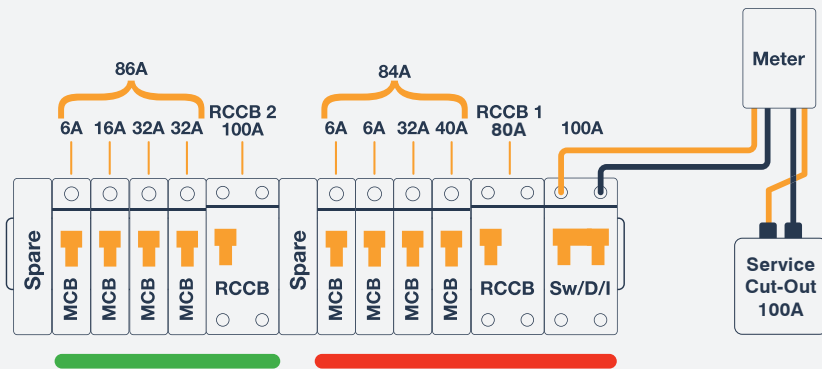 Meter
86A
84A
RCCB 2
100A
RCCB 1
80A
6A 16A 32A 32A
6A 6A 32A 40A
100A
Spare
MCB
MCB
MCB
MCB
RCCB
Spare
MCB
MCB
MCB
MCB
RCCB
Sw/D/I
Service
Cut-Out
100A